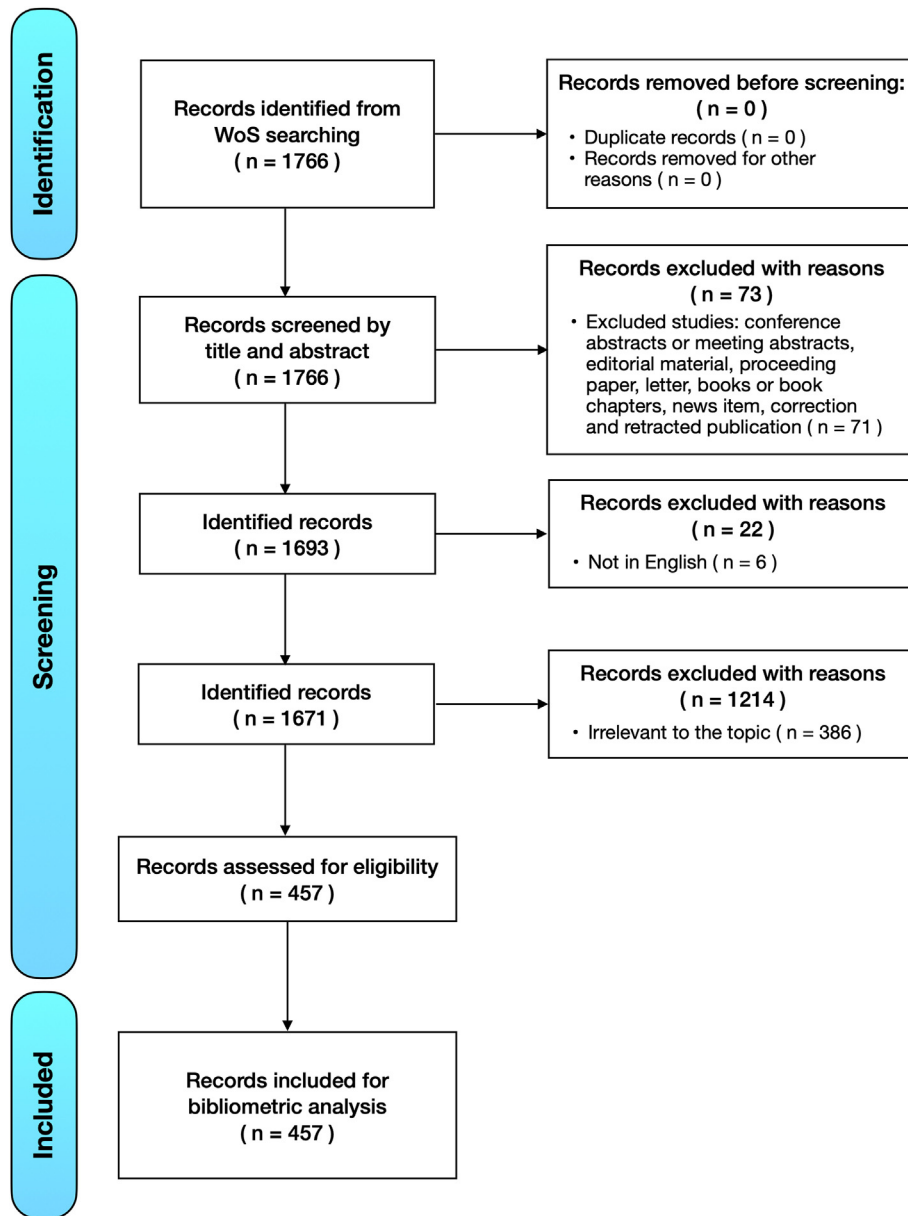 Identification
Records identified from
WoS searching
( n = 1766 )
Records removed before screening:
( n = 0 )
• Duplicate records ( n = 0 )
• Records removed for other
reasons ( n = 0 )
Screening
Records screened by
title and abstract
( n = 1766 )
Records excluded with reasons
( n = 73 )
• Excluded studies: conference
abstracts or meeting abstracts,
editorial material, proceeding
paper, letter, books or book
chapters, news item, correction
and retracted publication ( n = 71 )
Identified records
( n = 1693 )
Records excluded with reasons
( n = 22 )
• Not in English ( n = 6 )
Identified records
( n = 1671 )
Records excluded with reasons
( n = 1214 )
• Irrelevant to the topic ( n = 386 )
Records assessed for eligibility
( n = 457 )
Included
Records included for
bibliometric analysis
( n = 457 )